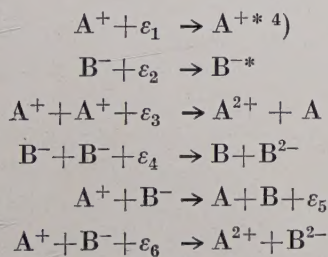 A⁺+ε₁ → A⁺* ⁴)
B⁻+ε₂ → B⁻*
A⁺+A⁺+ε₃ → A²⁺ + A
B⁻+B⁻+ε₄ → B+B²⁻
A⁺+B⁻ → A+B+ε₅
A⁺+B⁻+ε₆ → A²⁺+B²⁻